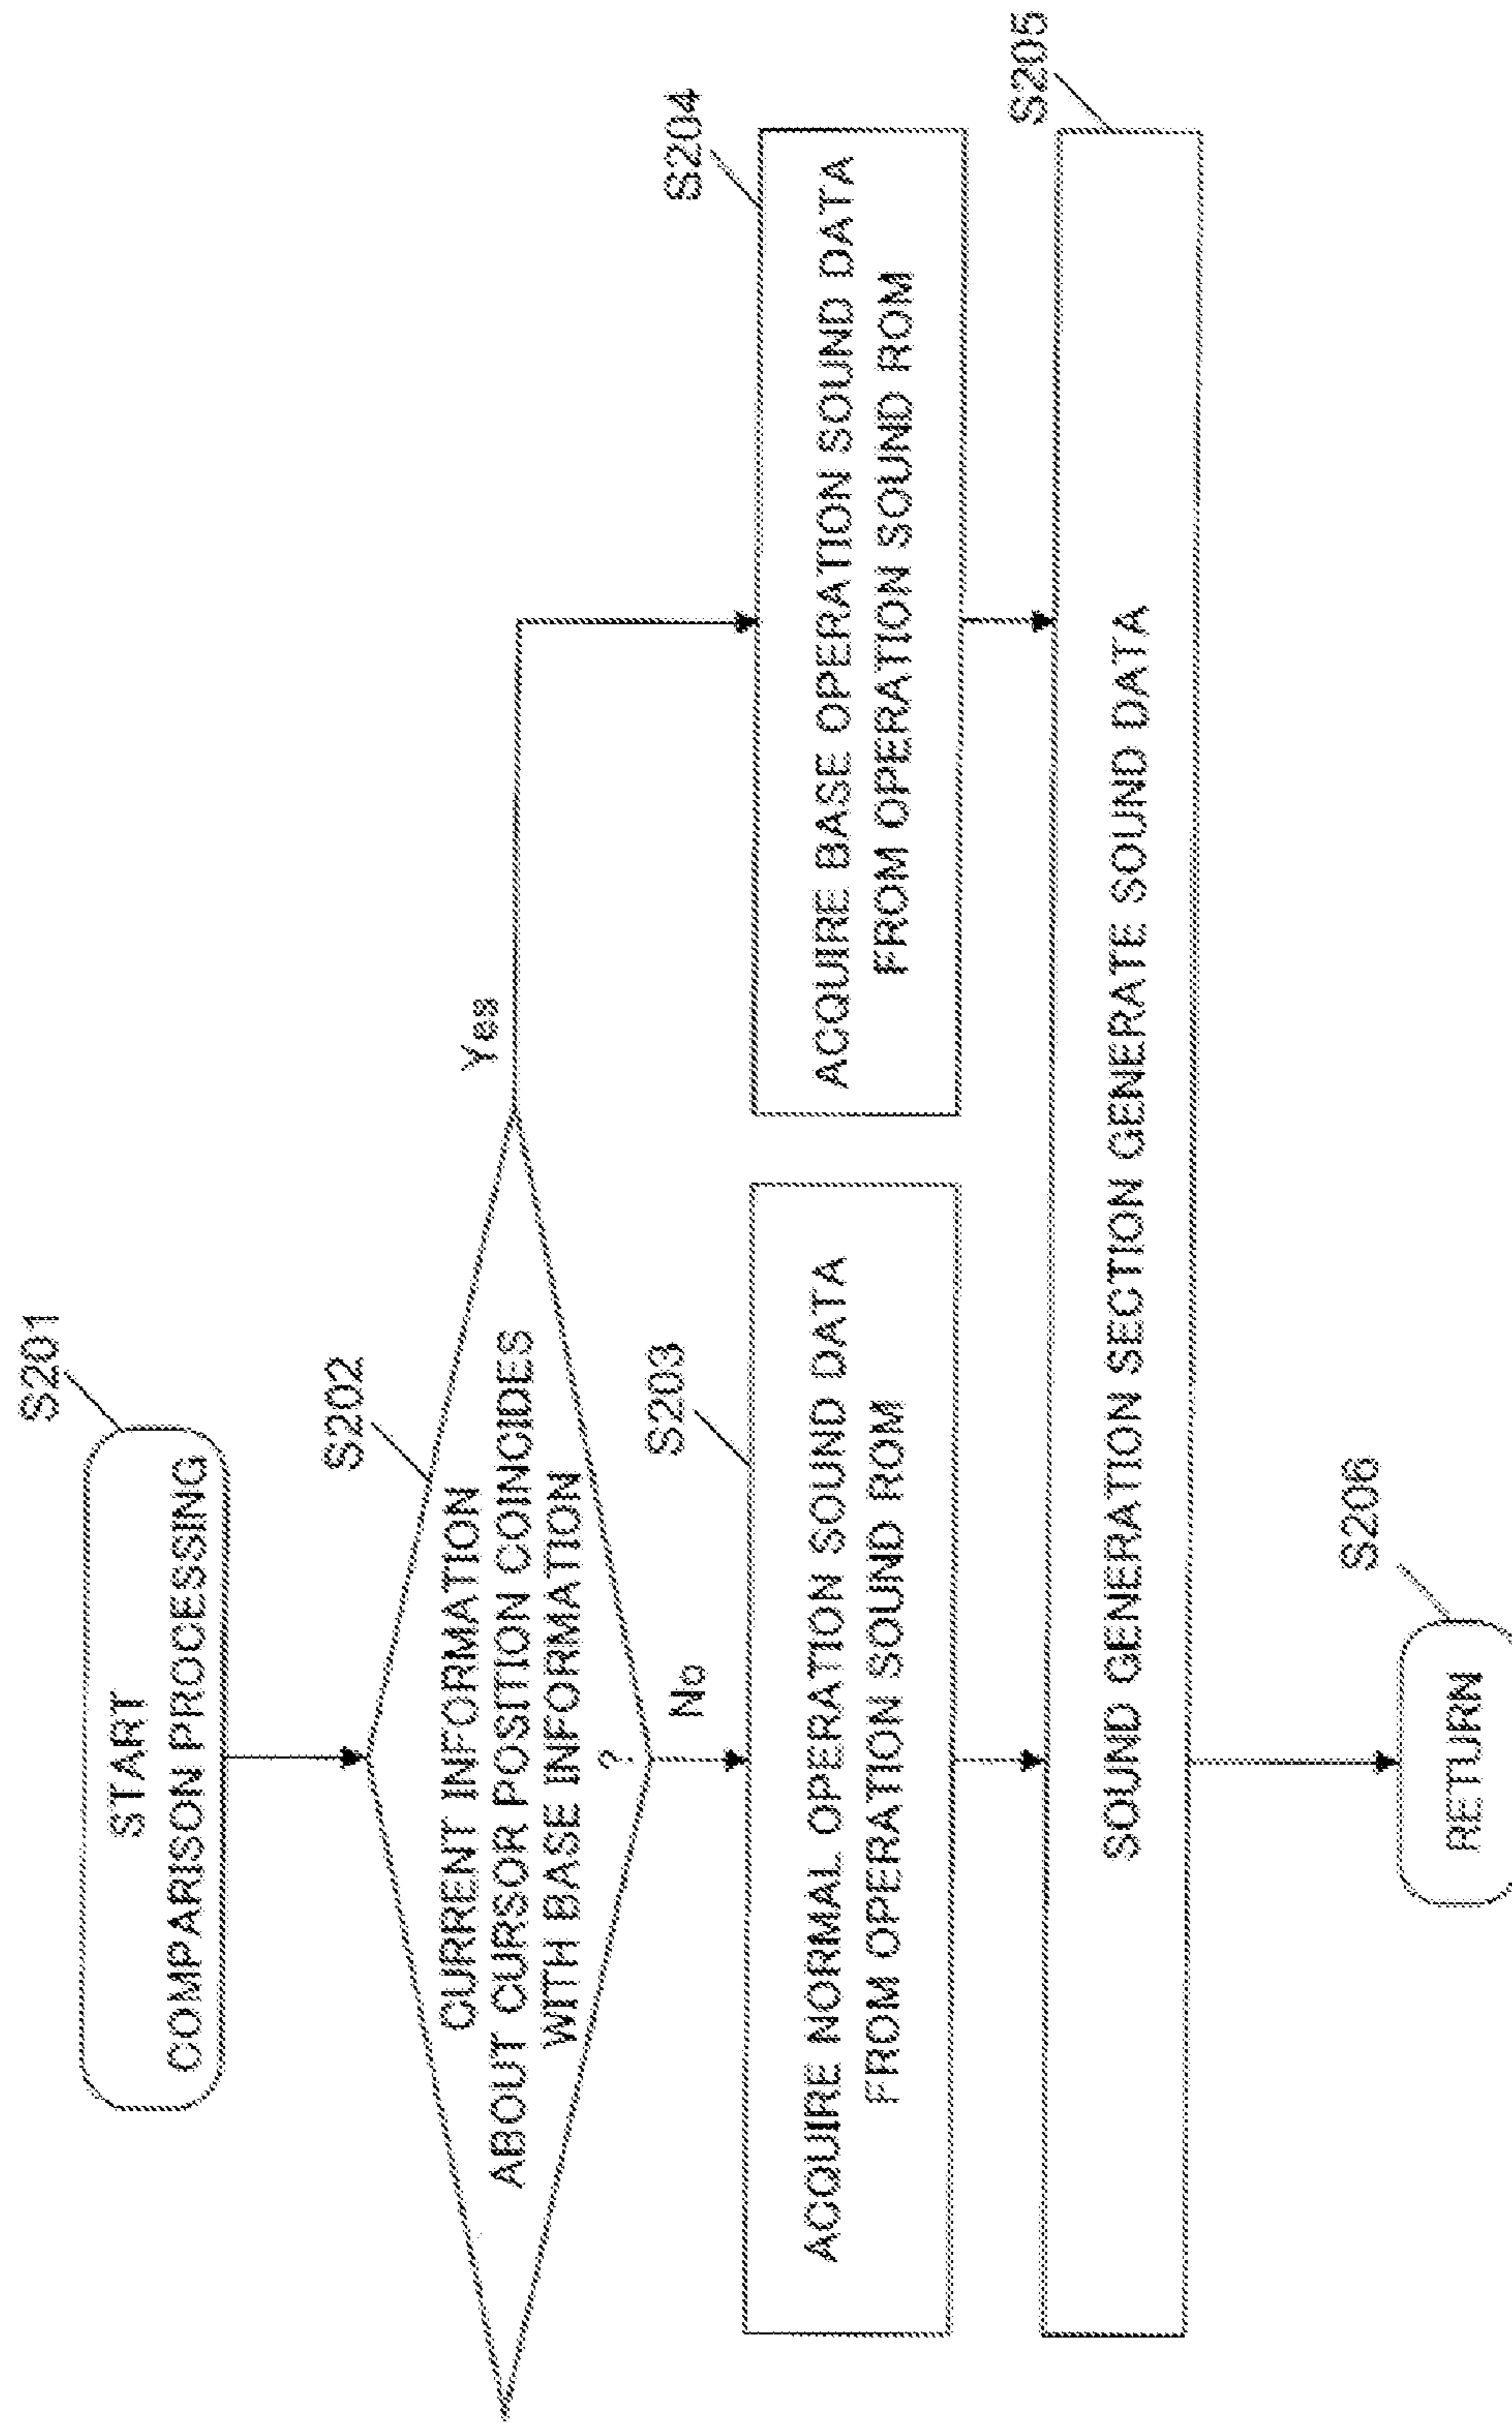 S201
START
COMPARISON PROCESSING
S202
CURRENT INFORMATION
ABOUT CURSOR POSITION COINCIDES
WITH BASE INFORMATION
?
Yes
No
S203
ACQUIRE NORMAL OPERATION SOUND DATA
FROM OPERATION SOUND ROM
S204
ACQUIRE BASE OPERATION SOUND DATA
FROM OPERATION SOUND ROM
S205
SOUND GENERATION SECTION GENERATE SOUND DATA
S206
RETURN